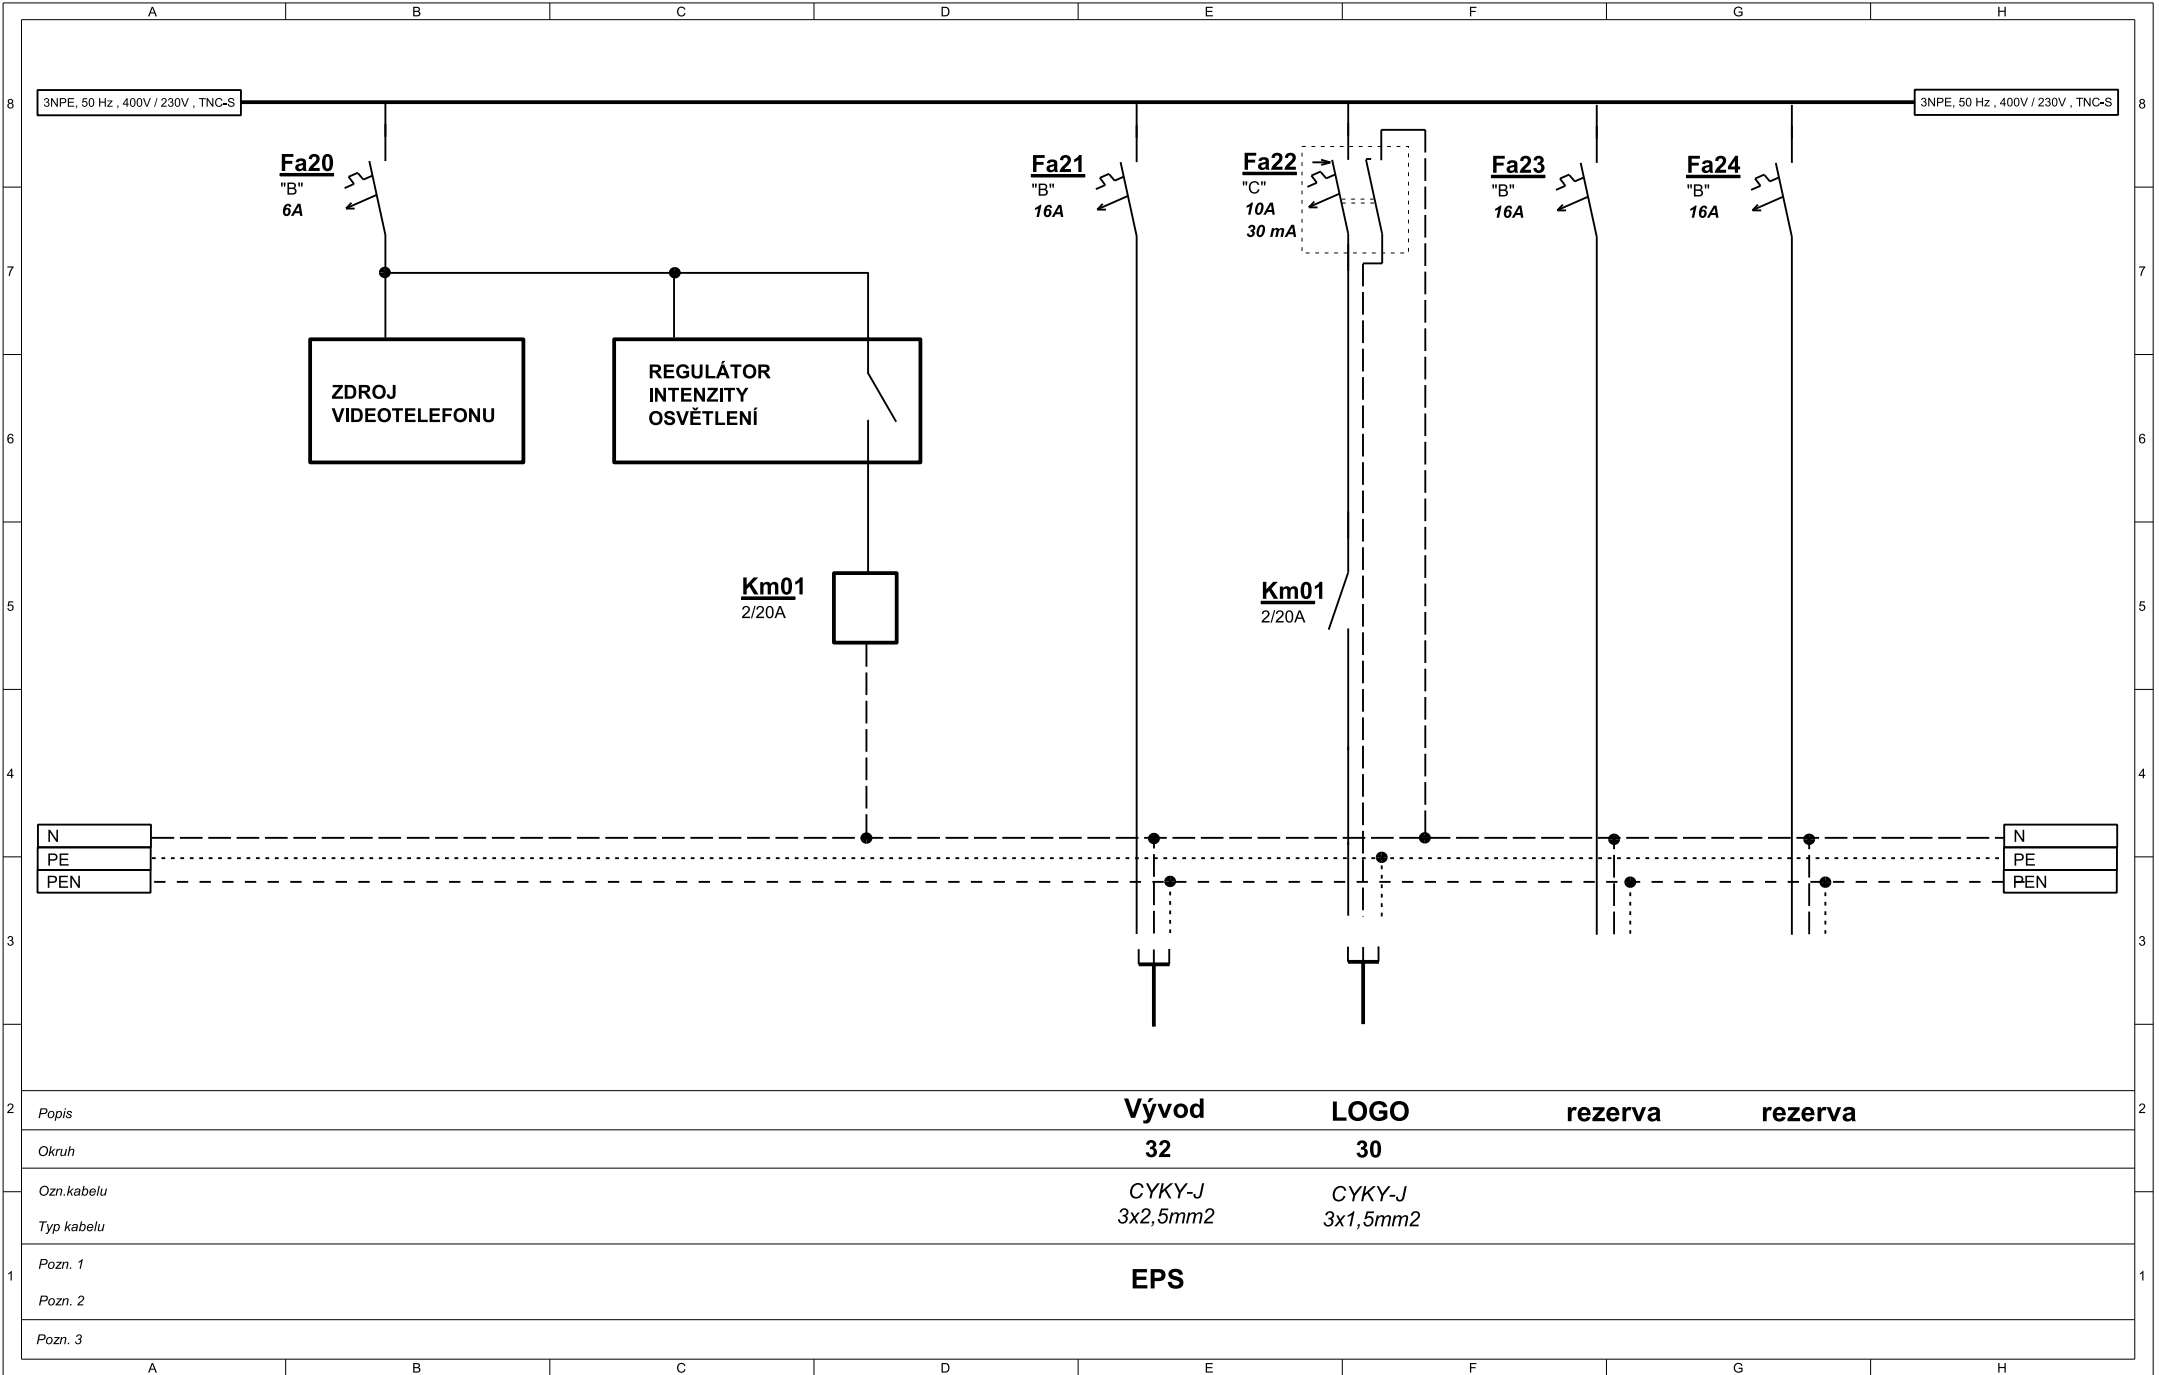 A B C D E F G H
8 8
3NPE, 50 Hz , 400V / 230V , TNC-S
3NPE, 50 Hz , 400V / 230V , TNC-S
Fa20
"B"
6A
Fa21
"B"
16A
Fa22
"C"
10A
30 mA
Fa23
"B"
16A
Fa24
"B"
16A
7 7
ZDROJ
VIDEOTELEFONU
REGULÁTOR
INTENZITY
OSVĚTLENÍ
6 6
Km01
2/20A
Km01
2/20A
5 5
4 4
N
PE
PEN
N
PE
PEN
3 3
2 2
Popis Vývod LOGO rezerva rezerva
Okruh 32 30
Ozn.kabelu CYKY-J CYKY-J
Typ kabelu 3x2,5mm2 3x1,5mm2
Pozn. 1
1 EPS 1
Pozn. 2
Pozn. 3
A B C D E F G H